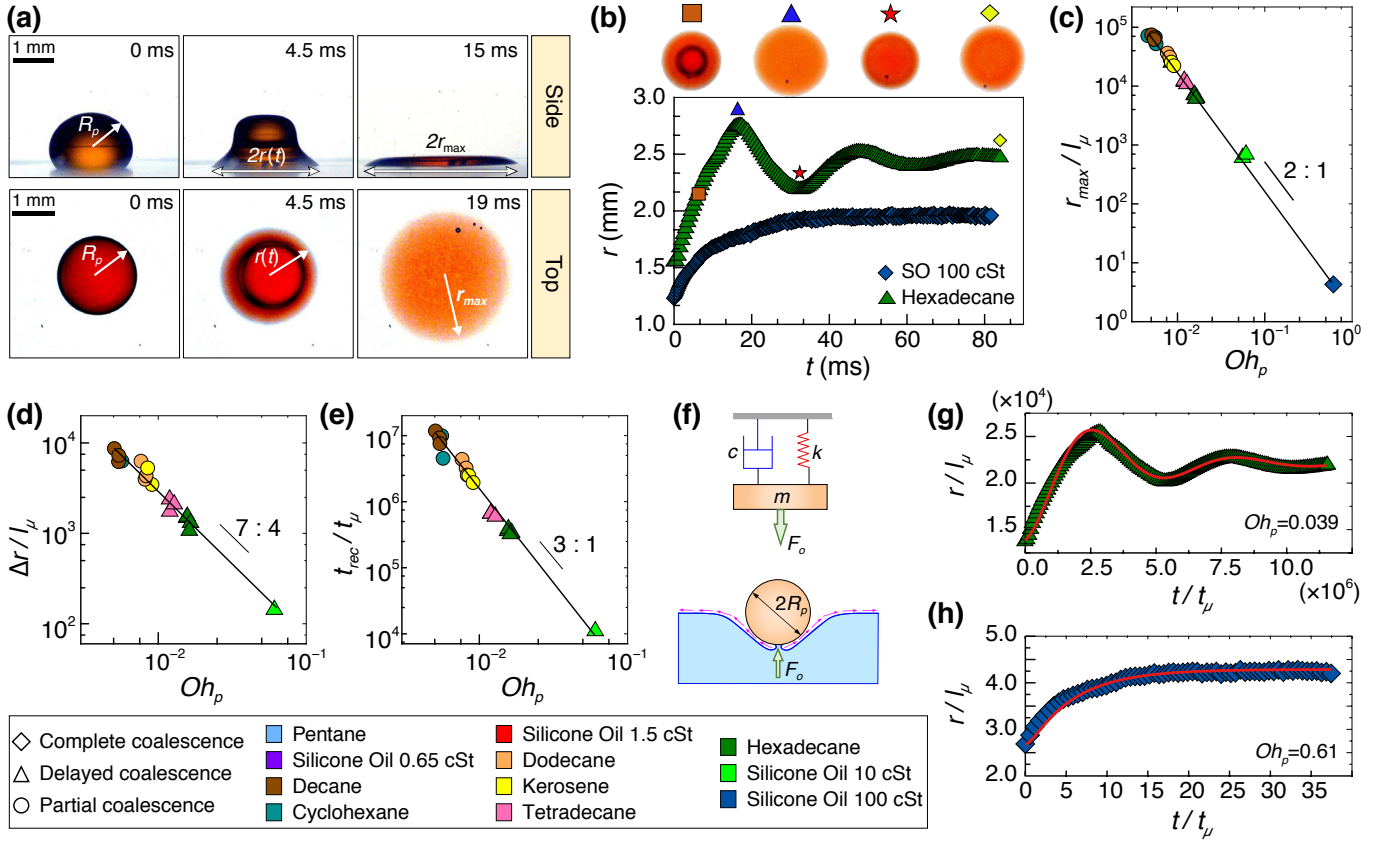 (a)
1 mm
0 ms
4.5 ms
15 ms
R_p
2r(t)
2r_max
Side
1 mm
0 ms
4.5 ms
19 ms
R_p
r(t)
r_max
Top
(b)
3.0
2.5
2.0
1.5
1.0
r (mm)
SO 100 cSt
Hexadecane
0 20 40 60 80
t (ms)
(c)
10^5
10^4
10^3
10^2
10^1
10^0
r_max / l_μ
2 : 1
10^-2 10^-1 10^0
Oh_p
(d)
10^4
10^3
10^2
Δr / l_μ
7 : 4
10^-2 10^-1
Oh_p
(e)
10^7
10^6
10^5
10^4
t_rec / t_μ
3 : 1
10^-2 10^-1
Oh_p
(f)
c
k
m
F_o
2R_p
F_o
(g)
(×10^4)
2.5
2.0
1.5
r / l_μ
Oh_p=0.039
0 2.5 5.0 7.5 10
t / t_μ
(×10^6)
(h)
5.0
4.0
3.0
2.0
r / l_μ
Oh_p=0.61
0 5 10 15 20 25 30 35
t / t_μ
Complete coalescence
Delayed coalescence
Partial coalescence
Pentane
Silicone Oil 0.65 cSt
Decane
Cyclohexane
Silicone Oil 1.5 cSt
Dodecane
Kerosene
Tetradecane
Hexadecane
Silicone Oil 10 cSt
Silicone Oil 100 cSt